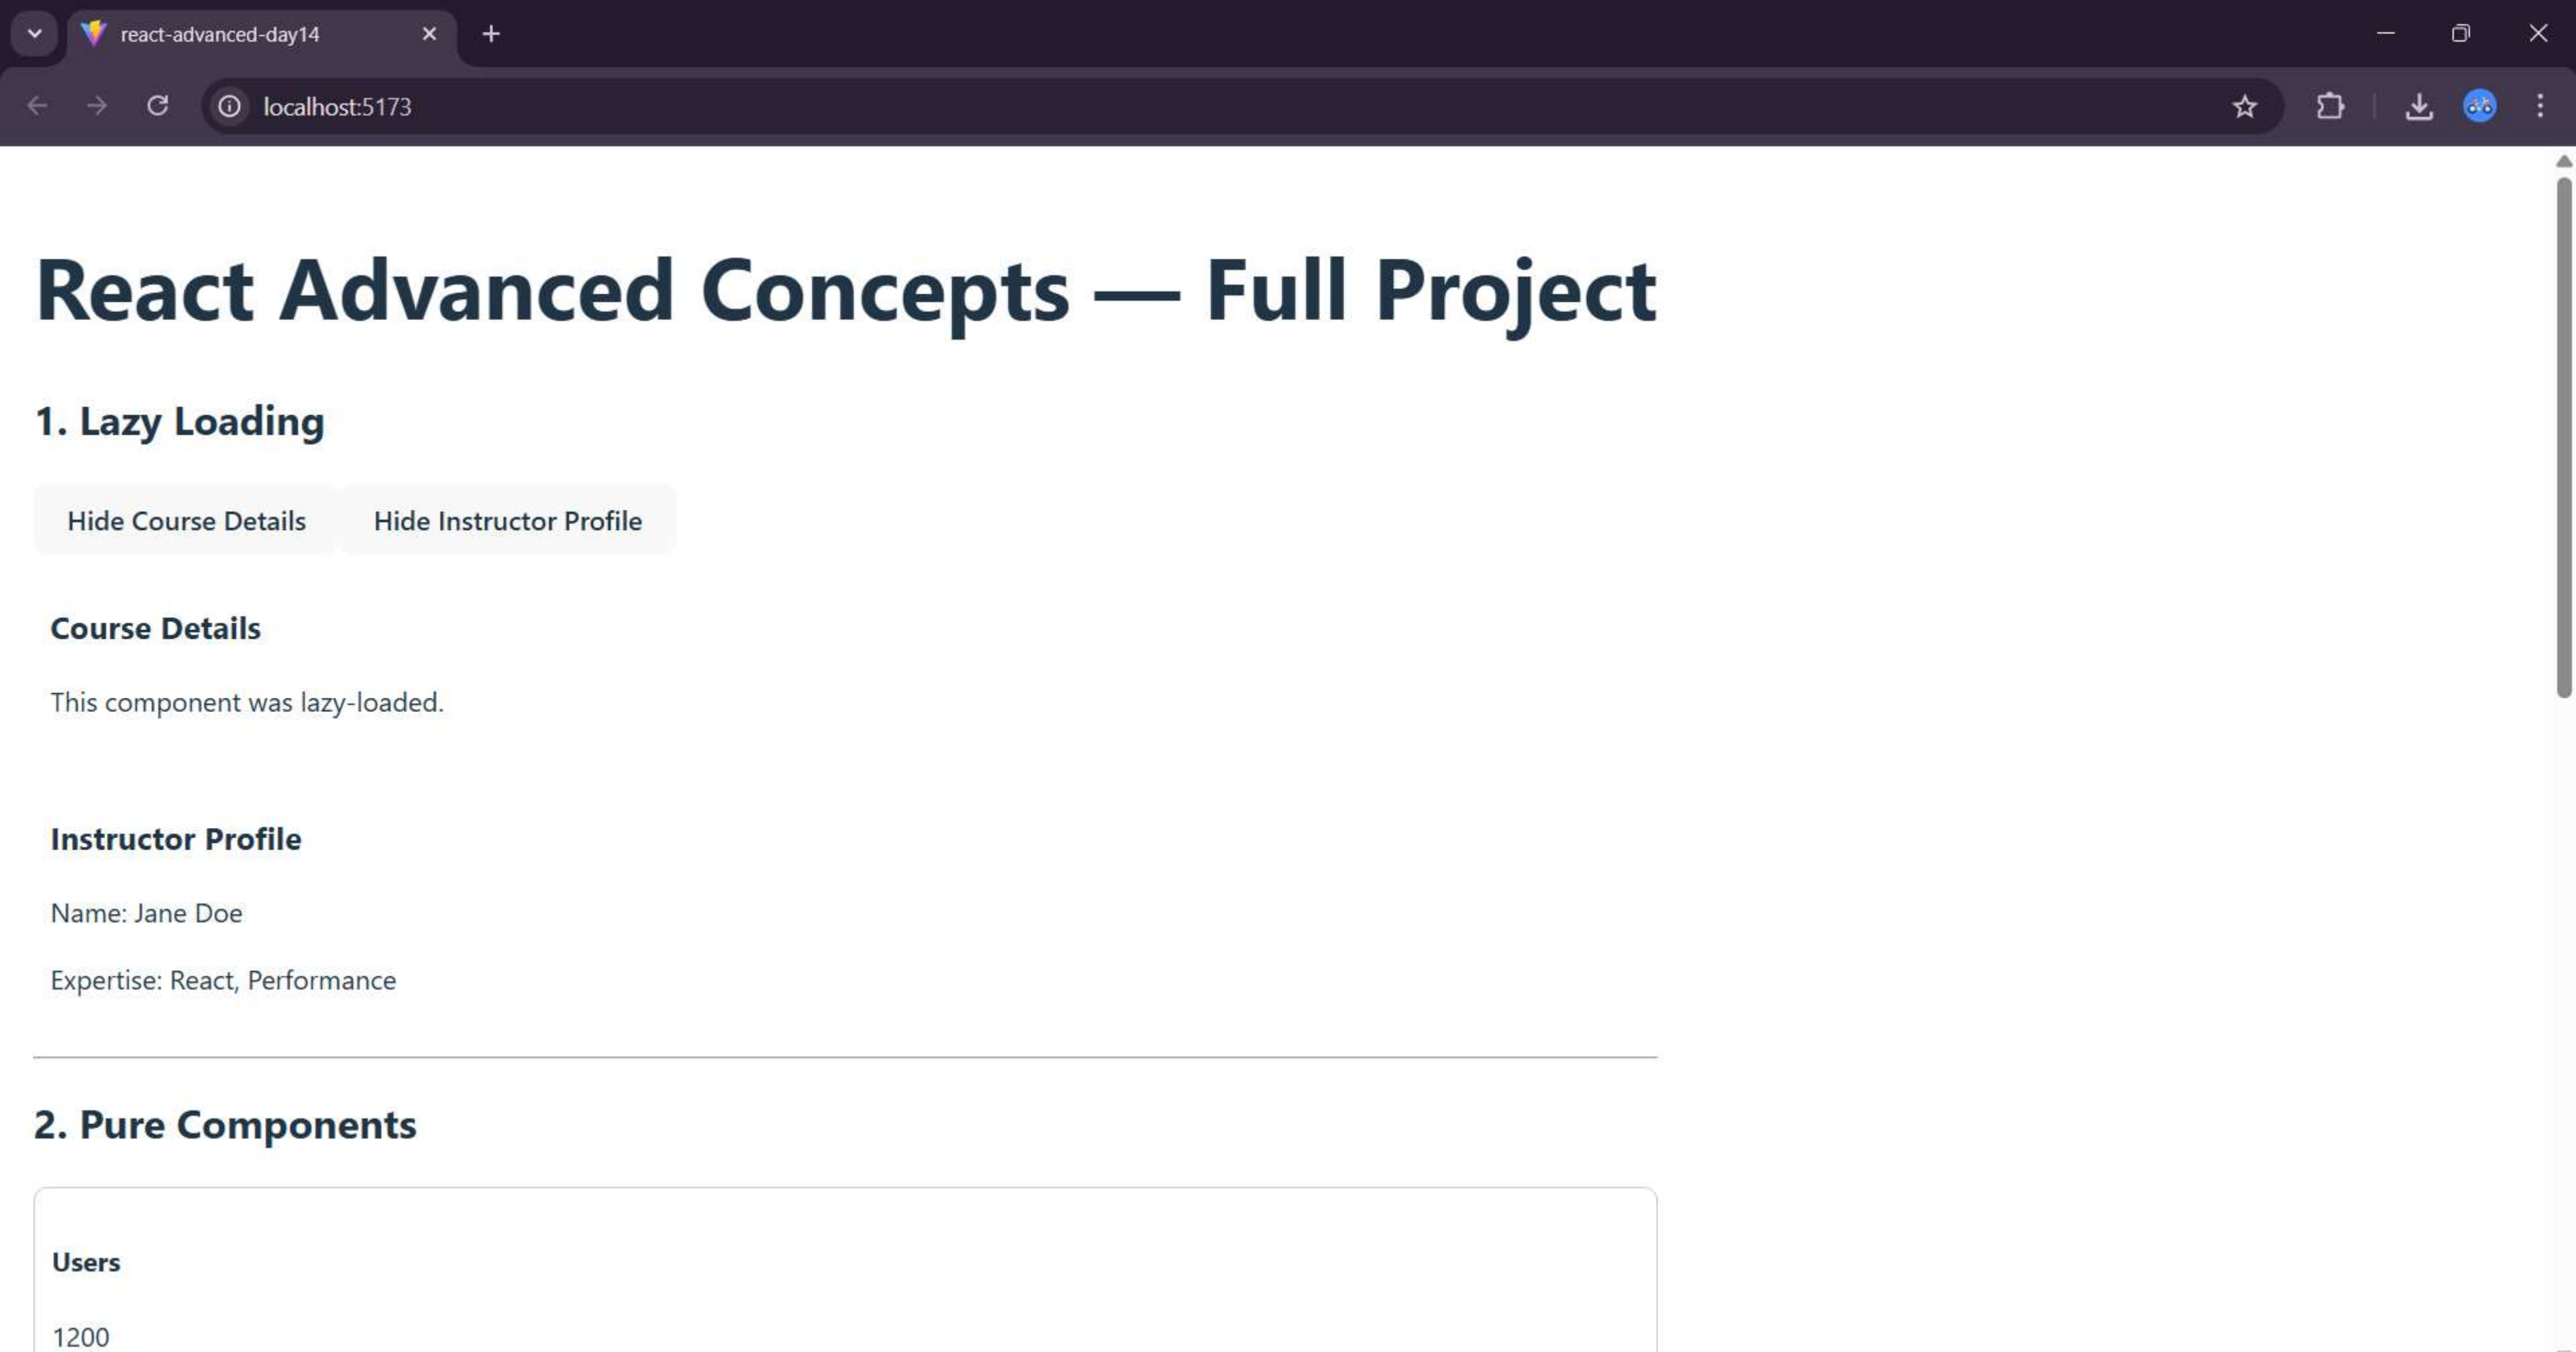 react-advanced-day14
localhost:5173
React Advanced Concepts — Full Project
1. Lazy Loading
Hide Course Details Hide Instructor Profile
Course Details
This component was lazy-loaded.
Instructor Profile
Name: Jane Doe
Expertise: React, Performance
2. Pure Components
Users
1200